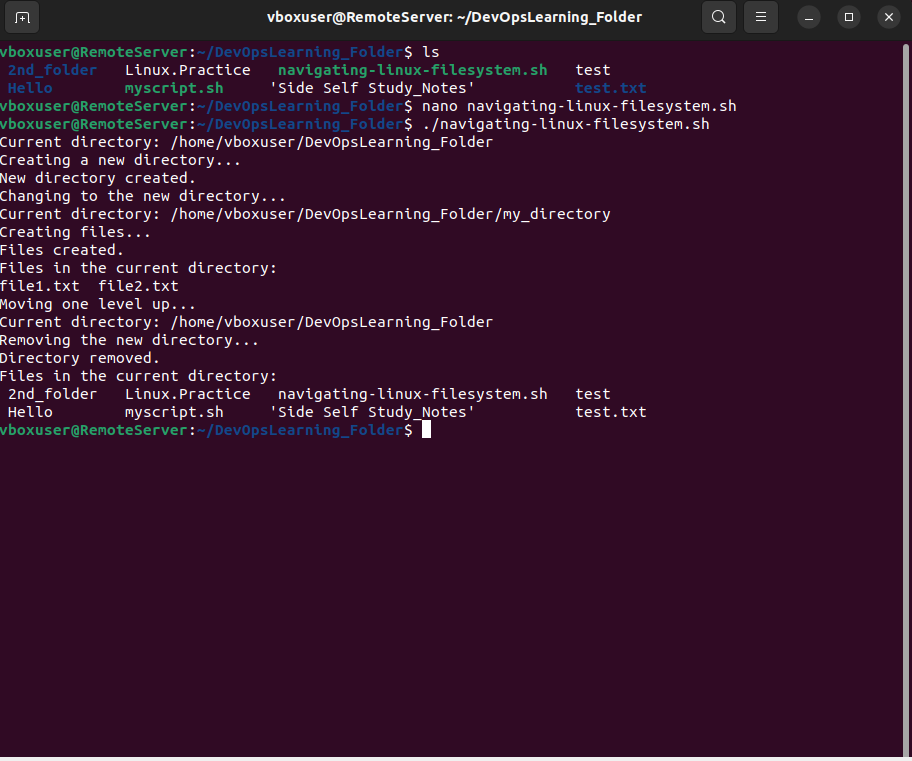 vboxuser@RemoteServer: ~/DevOpsLearning_Folder
vboxuser@RemoteServer:~/DevOpsLearning_Folder$ ls
 2nd_folder   Linux.Practice   navigating-linux-filesystem.sh   test
 Hello        myscript.sh     'Side Self Study_Notes'           test.txt
vboxuser@RemoteServer:~/DevOpsLearning_Folder$ nano navigating-linux-filesystem.sh
vboxuser@RemoteServer:~/DevOpsLearning_Folder$ ./navigating-linux-filesystem.sh
Current directory: /home/vboxuser/DevOpsLearning_Folder
Creating a new directory...
New directory created.
Changing to the new directory...
Current directory: /home/vboxuser/DevOpsLearning_Folder/my_directory
Creating files...
Files created.
Files in the current directory:
file1.txt  file2.txt
Moving one level up...
Current directory: /home/vboxuser/DevOpsLearning_Folder
Removing the new directory...
Directory removed.
Files in the current directory:
 2nd_folder   Linux.Practice   navigating-linux-filesystem.sh   test
 Hello        myscript.sh     'Side Self Study_Notes'           test.txt
vboxuser@RemoteServer:~/DevOpsLearning_Folder$